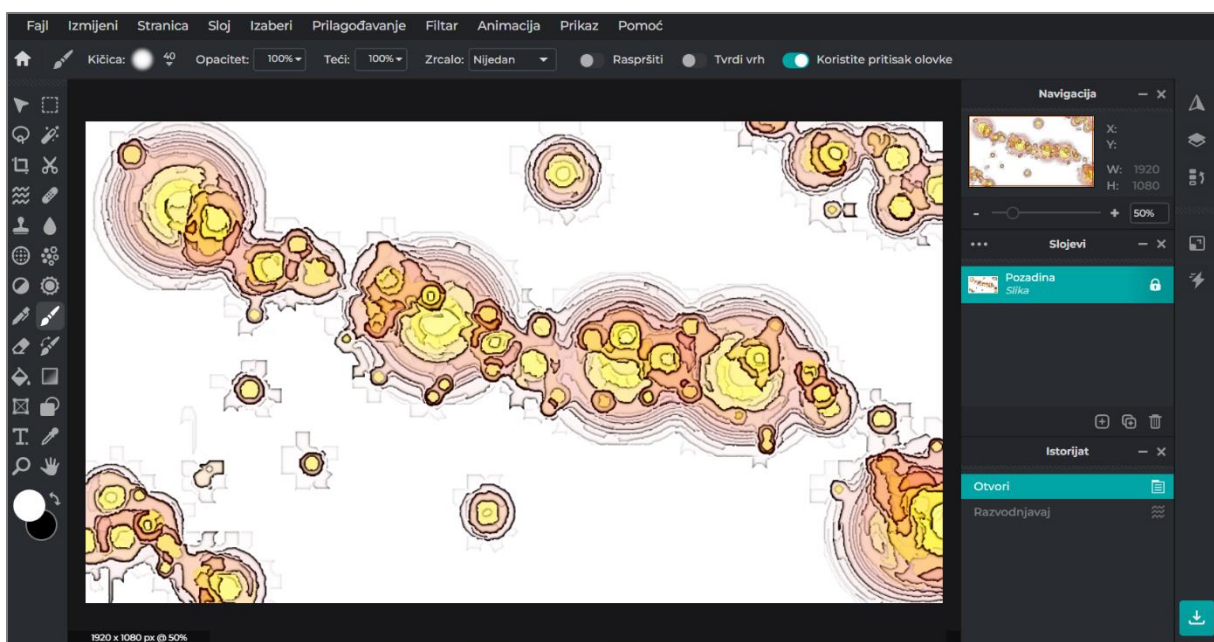 Fajl Izmijeni Stranica Sloj Izaberi Prilagođavanje Filtar Animacija Prikaz Pomoć
Kičica: 40 Opacitet: 100% Teći: 100% Zrcalo: Nijedan Raspršiti Tvrdi vrh Koristite pritisak olovke
Navigacija
X:
Y:
W: 1920
H: 1080
- + 50%
Slojevi
Pozadina
Slika
Istorijat
Otvori
Razvodnjavaj
1920 x 1080 px @ 50%